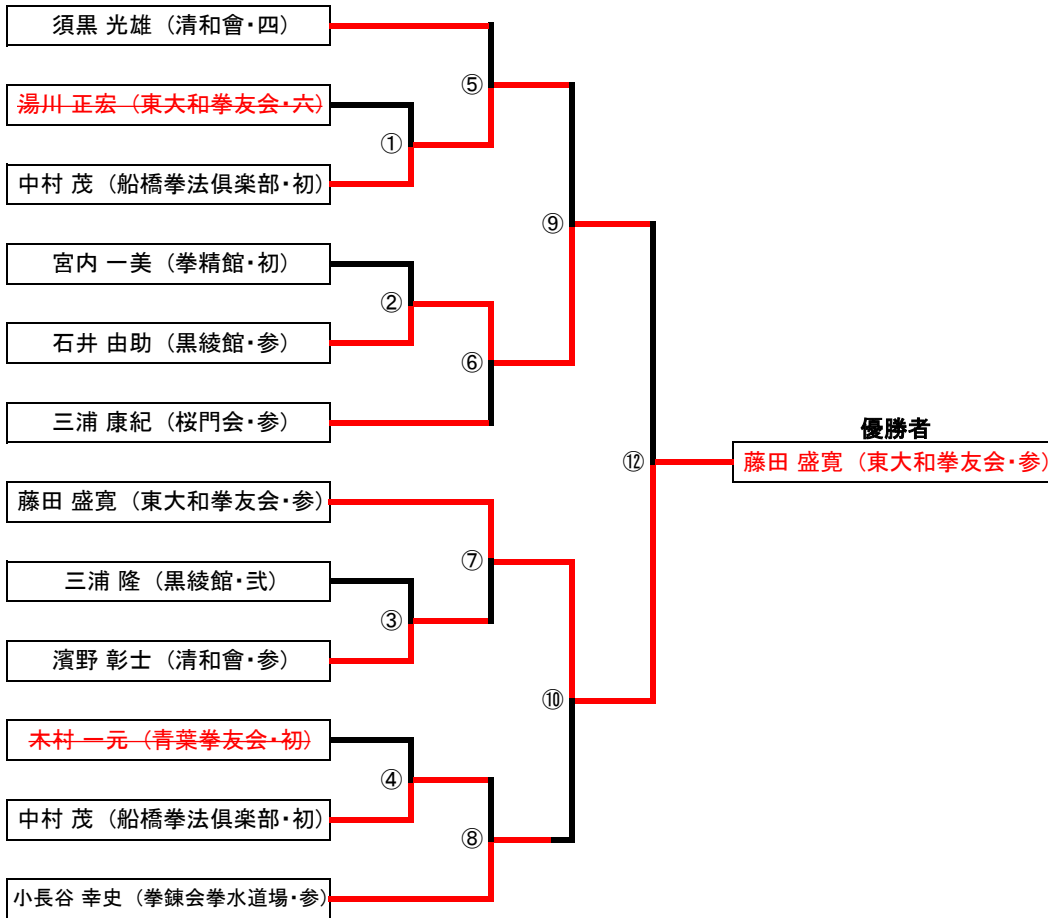 須黒 光雄 （清和會・四）
⑤
湯川 正宏 （東大和拳友会・六）
①
中村 茂 （船橋拳法倶楽部・初）
⑨
宮内 一美 （拳精館・初）
②
石井 由助 （黒綾館・参）
⑥
三浦 康紀 （桜門会・参）
優勝者
⑫
藤田 盛寛 （東大和拳友会・参）
藤田 盛寛 （東大和拳友会・参）
⑦
三浦 隆 （黒綾館・弐）
③
濱野 彰士 （清和會・参）
⑩
木村 一元 （青葉拳友会・初）
④
中村 茂 （船橋拳法倶楽部・初）
⑧
小長谷 幸史 （拳錬会拳水道場・参）